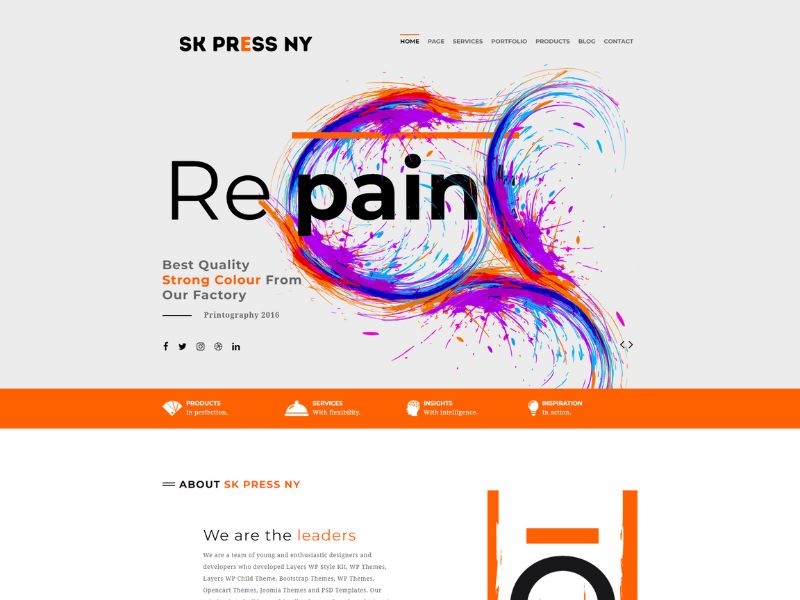 SK PRESS NY
HOME PAGE SERVICES PORTFOLIO PRODUCTS BLOG CONTACT
Re pain
Best Quality
Strong Colour From
Our Factory
Printography 2016
PRODUCTS
In perfection.
SERVICES
With flexibility.
INSIGHTS
With intelligence.
INSPIRATION
In action.
ABOUT SK PRESS NY
We are the leaders
We are a team of young and enthusiastic designers and
developers who developed Layers WP Style Kit, WP Themes,
Layers WP Child Theme, Bootstrap Themes, WP Themes,
Opencart Themes, Joomla Themes and PSD Templates. Our